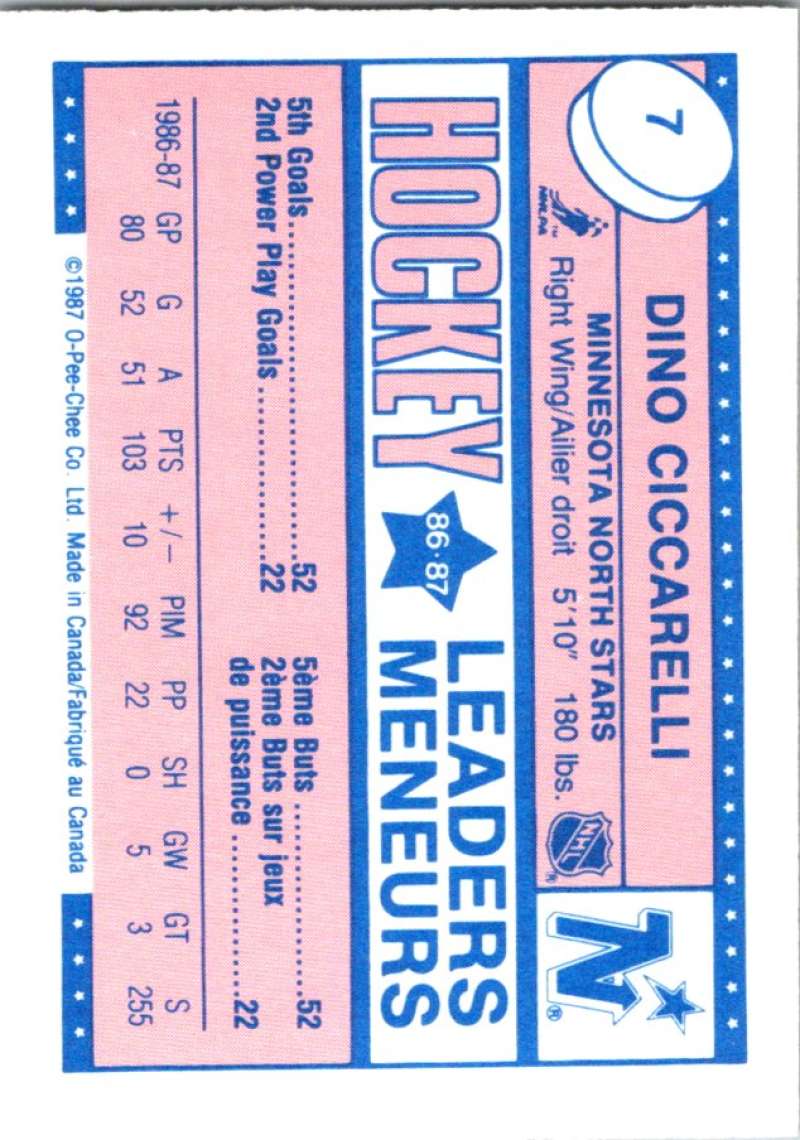 7
DINO CICCARELLI
MINNESOTA NORTH STARS
NHLPA ™
Right Wing/Ailier droit 5'10" 180 lbs.
NHL ®
N ®
HOCKEY 86·87 LEADERS
MENEURS
5th Goals..............................52
2nd Power Play Goals....................22
5ème Buts......................52
2ème Buts sur jeux
de puissance................22
1986-87 GP G A PTS +/− PIM PP SH GW GT S
80 52 51 103 10 92 22 0 5 3 255
©1987 O-Pee-Chee Co. Ltd. Made in Canada/Fabriqué au Canada